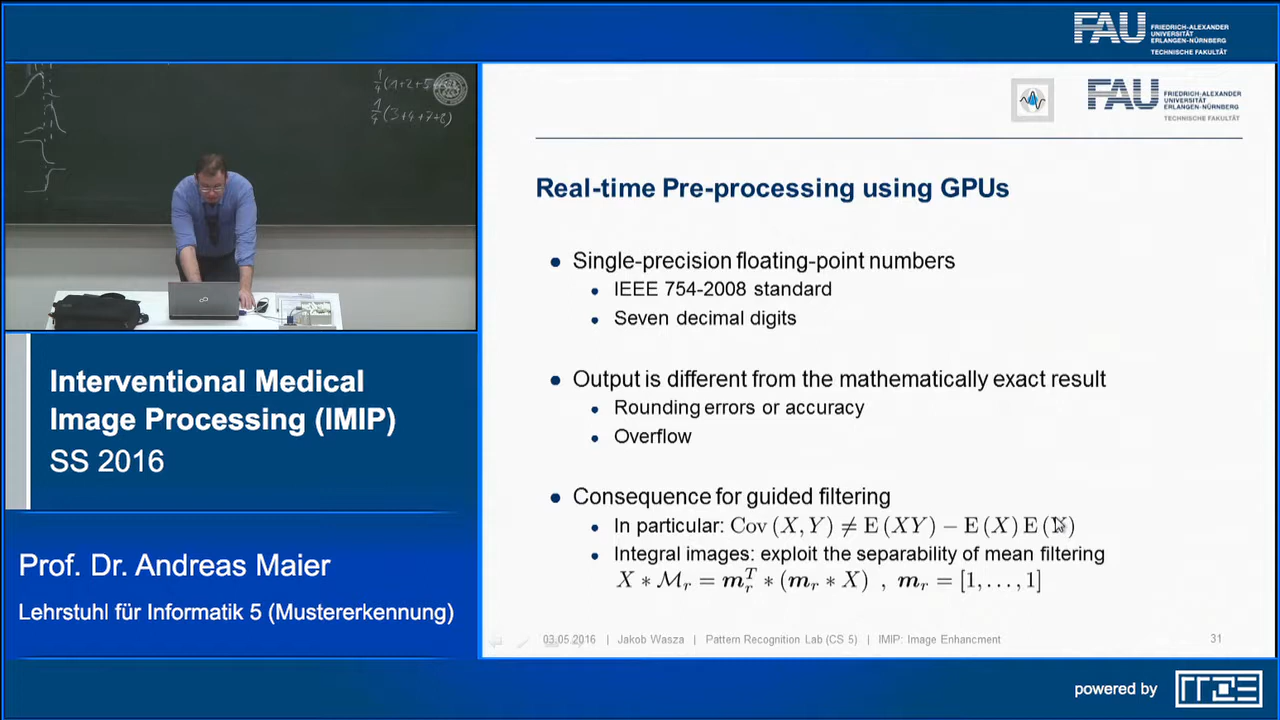 FAU
FRIEDRICH-ALEXANDER
UNIVERSITÄT
ERLANGEN-NÜRNBERG
TECHNISCHE FAKULTÄT
FAU
FRIEDRICH-ALEXANDER
UNIVERSITÄT
ERLANGEN-NÜRNBERG
TECHNISCHE FAKULTÄT
Real-time Pre-processing using GPUs
• Single-precision floating-point numbers
• IEEE 754-2008 standard
• Seven decimal digits
• Output is different from the mathematically exact result
• Rounding errors or accuracy
• Overflow
• Consequence for guided filtering
• In particular: Cov (X, Y) ≠ E (XY) − E (X) E (Y)
• Integral images: exploit the separability of mean filtering
X ∗ ℳᵣ = 𝒎ᵣᵀ ∗ (𝒎ᵣ ∗ X) , 𝒎ᵣ = [1, . . . , 1]
03.05.2016 | Jakob Wasza | Pattern Recognition Lab (CS 5) | IMIP: Image Enhancment
31
Interventional Medical
Image Processing (IMIP)
SS 2016
Prof. Dr. Andreas Maier
Lehrstuhl für Informatik 5 (Mustererkennung)
powered by